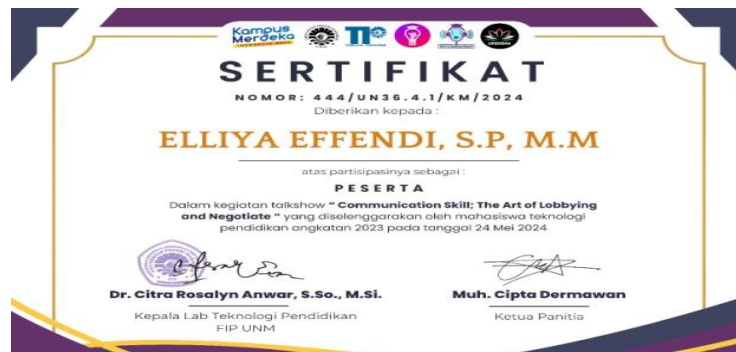 Kampus
Merdeka
SERTIFIKAT
NOMOR: 444/UN36.4.1/KM/2024
Diberikan kepada :
ELLIYA EFFENDI, S.P, M.M
atas partisipasinya sebagai :
PESERTA
Dalam kegiatan talkshow " Communication Skill; The Art of Lobbying
and Negotiate " yang diselenggarakan oleh mahasiswa teknologi
pendidikan angkatan 2023 pada tanggal 24 Mei 2024
Dr. Citra Rosalyn Anwar, S.So., M.Si.
Kepala Lab Teknologi Pendidikan
FIP UNM
Muh. Cipta Dermawan
Ketua Panitia